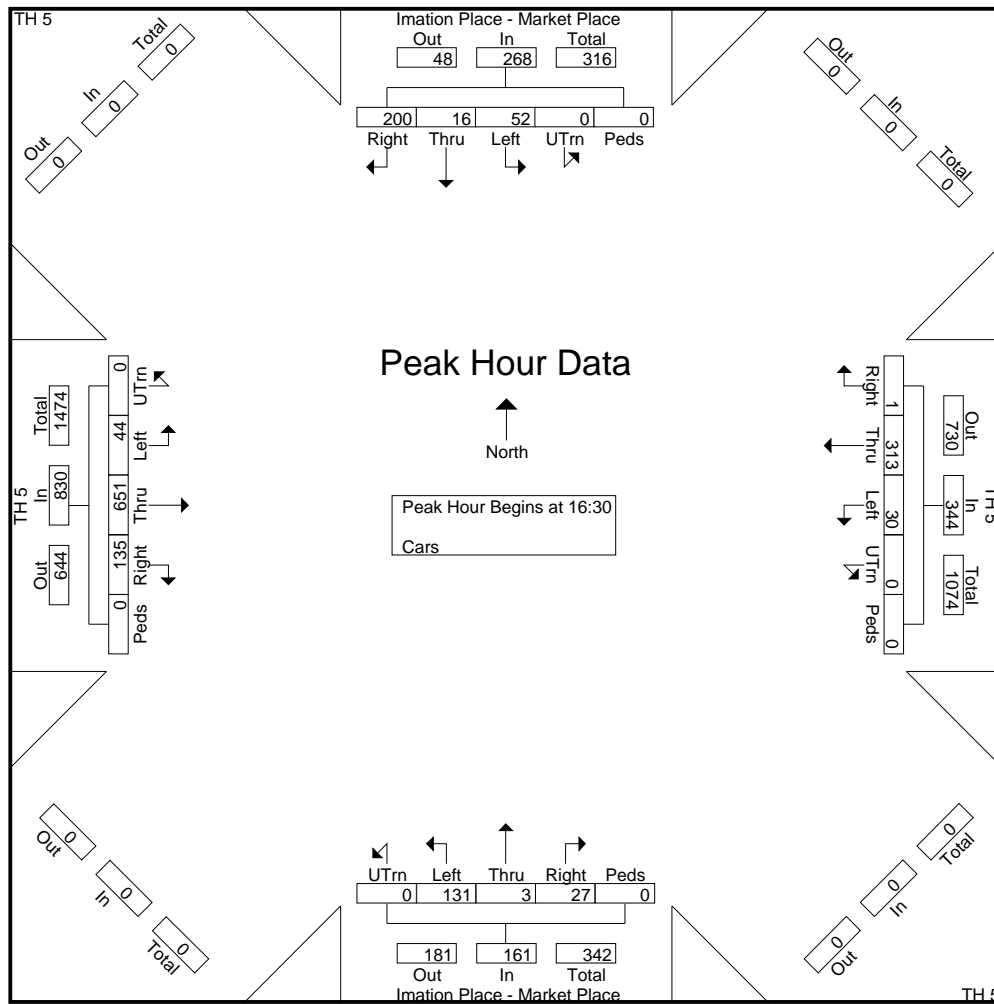 TH 5
Imation Place - Market Place
Out In Total
48 268 316
200 16 52 0 0
Right Thru Left UTrn Peds
Total 0
In 0
Out 0
Out 0
In 0
Total 0
Peak Hour Data
North
Peak Hour Begins at 16:30
Cars
TH 5
Total 1474
In 830
Out 644
0 UTrn
44 Left
651 Thru
135 Right
0 Peds
Right 1
Thru 313
Left 30
UTrn 0
Peds 0
Out 730
In 344
Total 1074
TH 5
Out 0
In 0
Total 0
Total 0
In 0
Out 0
UTrn Left Thru Right Peds
0 131 3 27 0
181 161 342
Out In Total
Imation Place - Market Place
TH 5